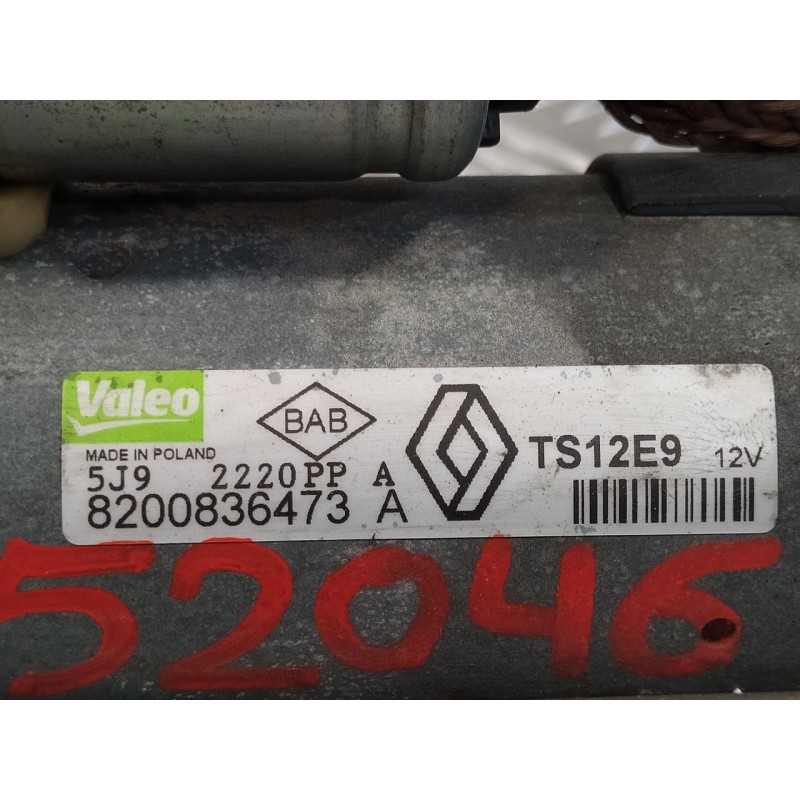 Valeo
BAB
TS12E9 12V
MADE IN POLAND
5J9 2220PP A
8200836473 A
52046